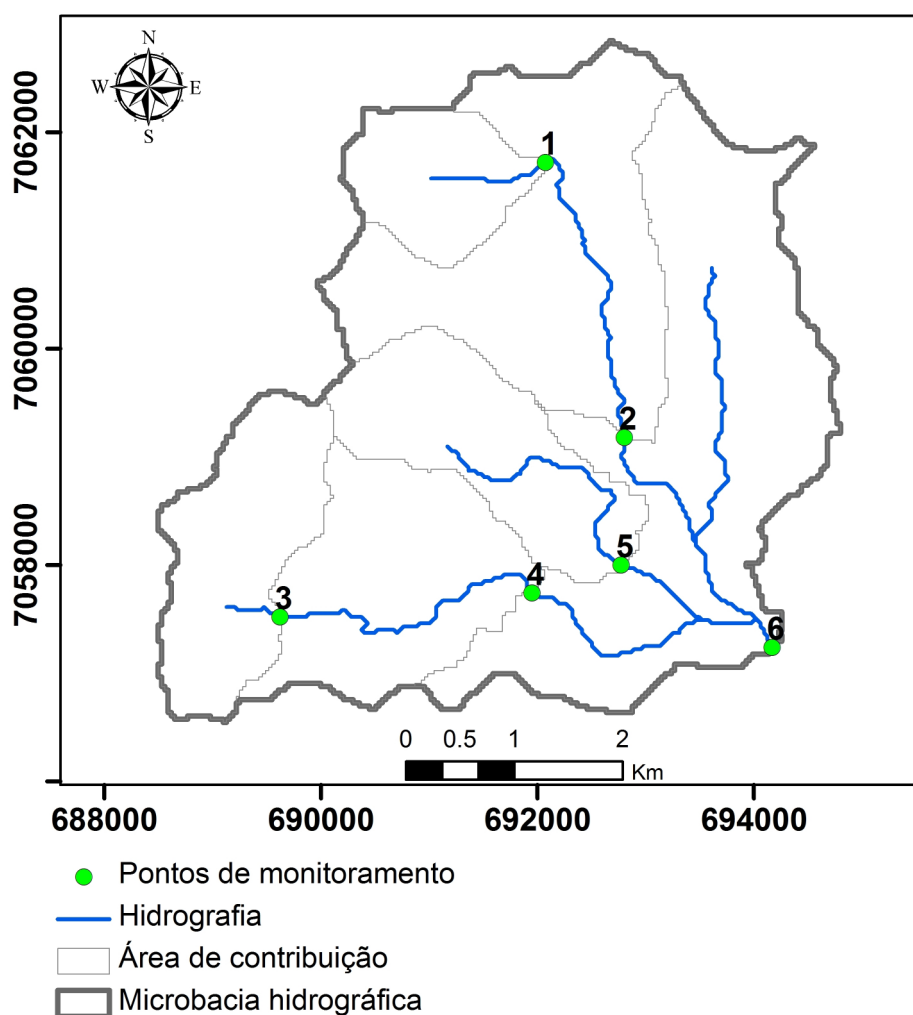 N
W E
S
7062000
7060000
7058000
1
2
3
4
5
6
0 0.5 1 2
Km
688000 690000 692000 694000
Pontos de monitoramento
Hidrografia
Área de contribuição
Microbacia hidrográfica